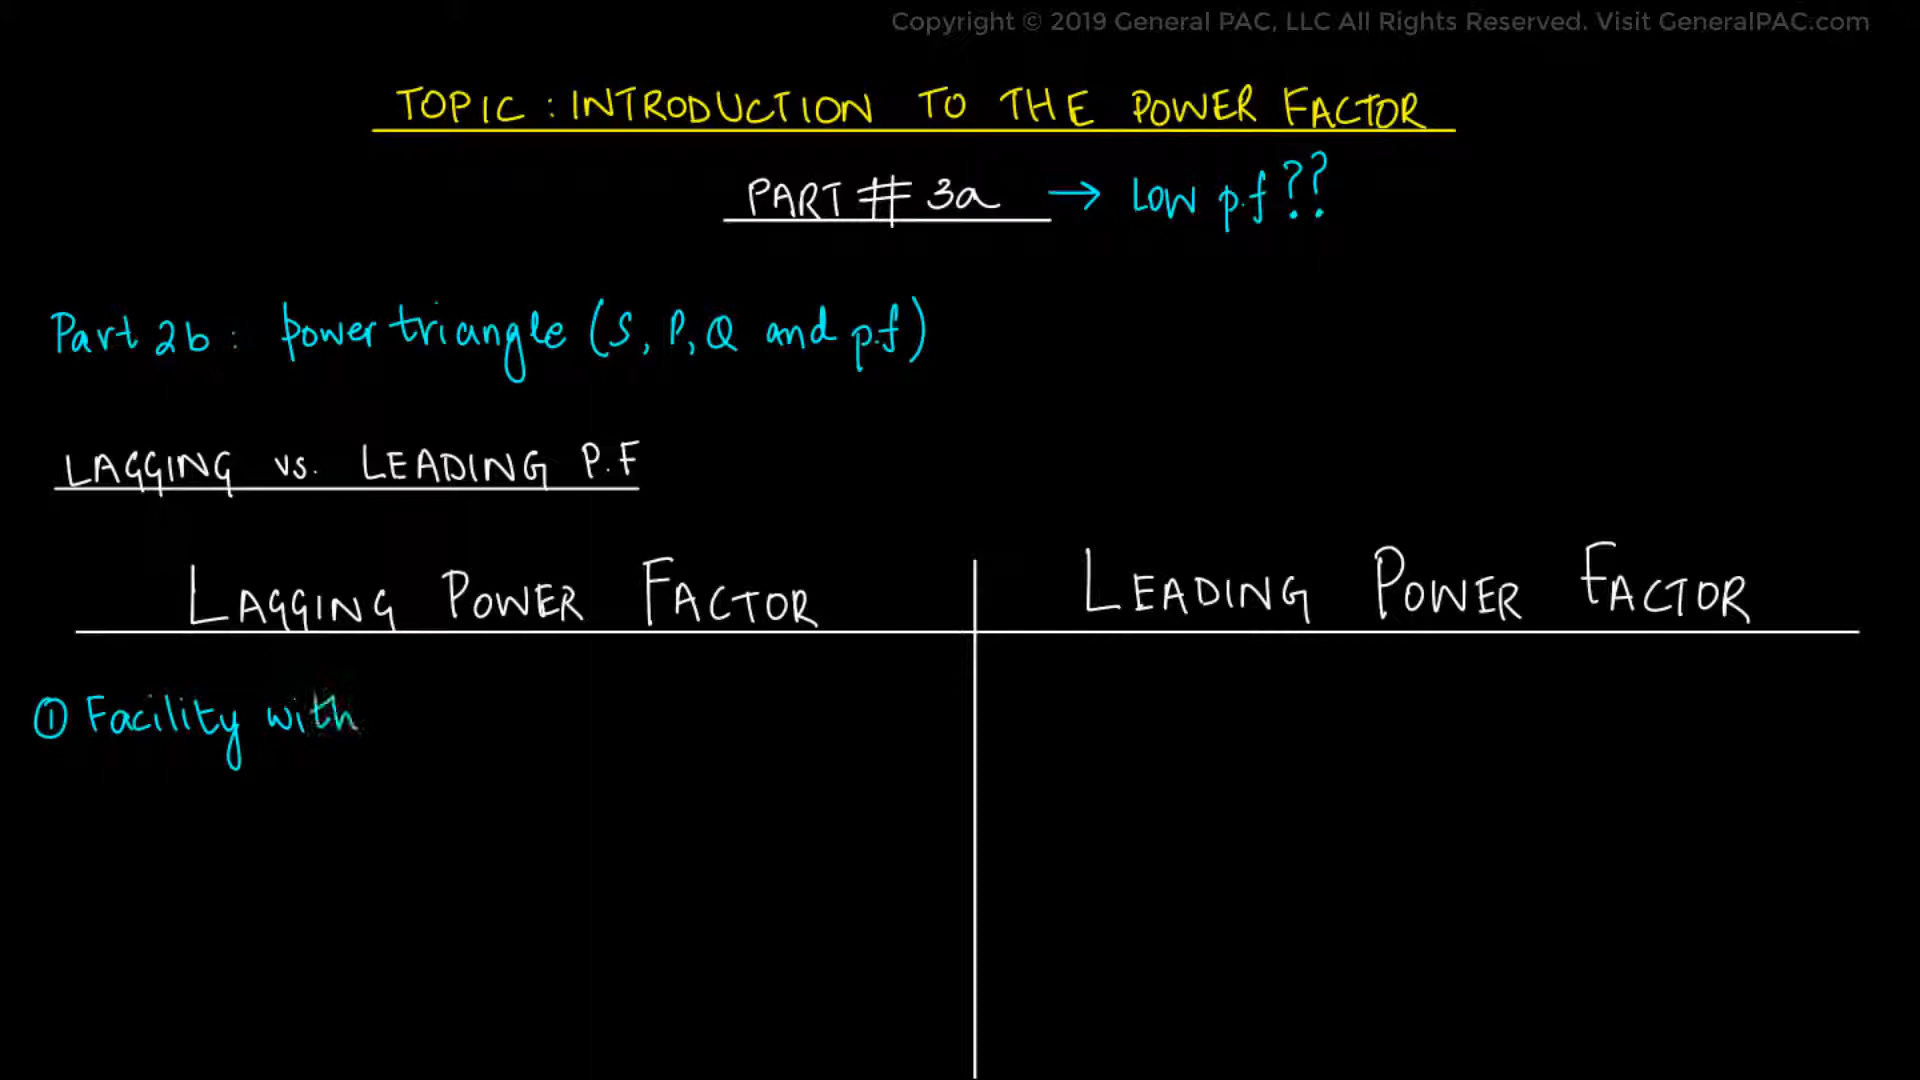 Copyright © 2019 General PAC, LLC All Rights Reserved. Visit GeneralPAC.com
TOPIC : INTRODUCTION TO THE POWER FACTOR
PART # 3a → LOW p.f ??
Part 2b : power triangle (S, P, Q and p.f)
LAGGING vs. LEADING P.F
LAGGING POWER FACTOR
LEADING POWER FACTOR
① Facility with